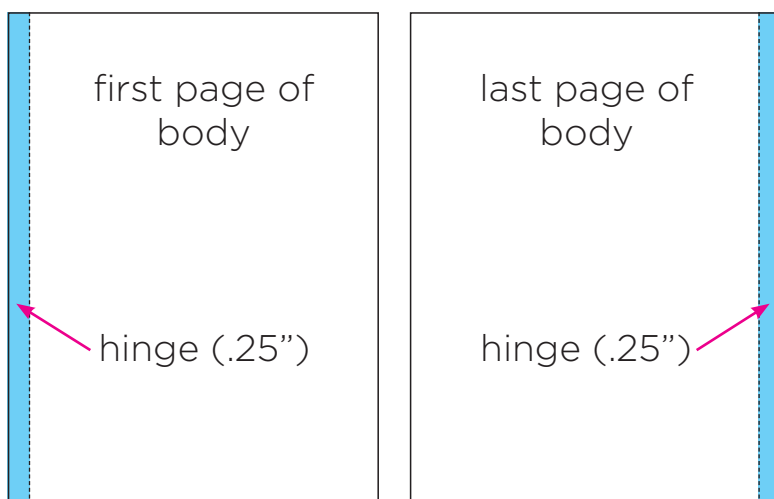 first page of
body
hinge (.25”)
last page of
body
hinge (.25”)